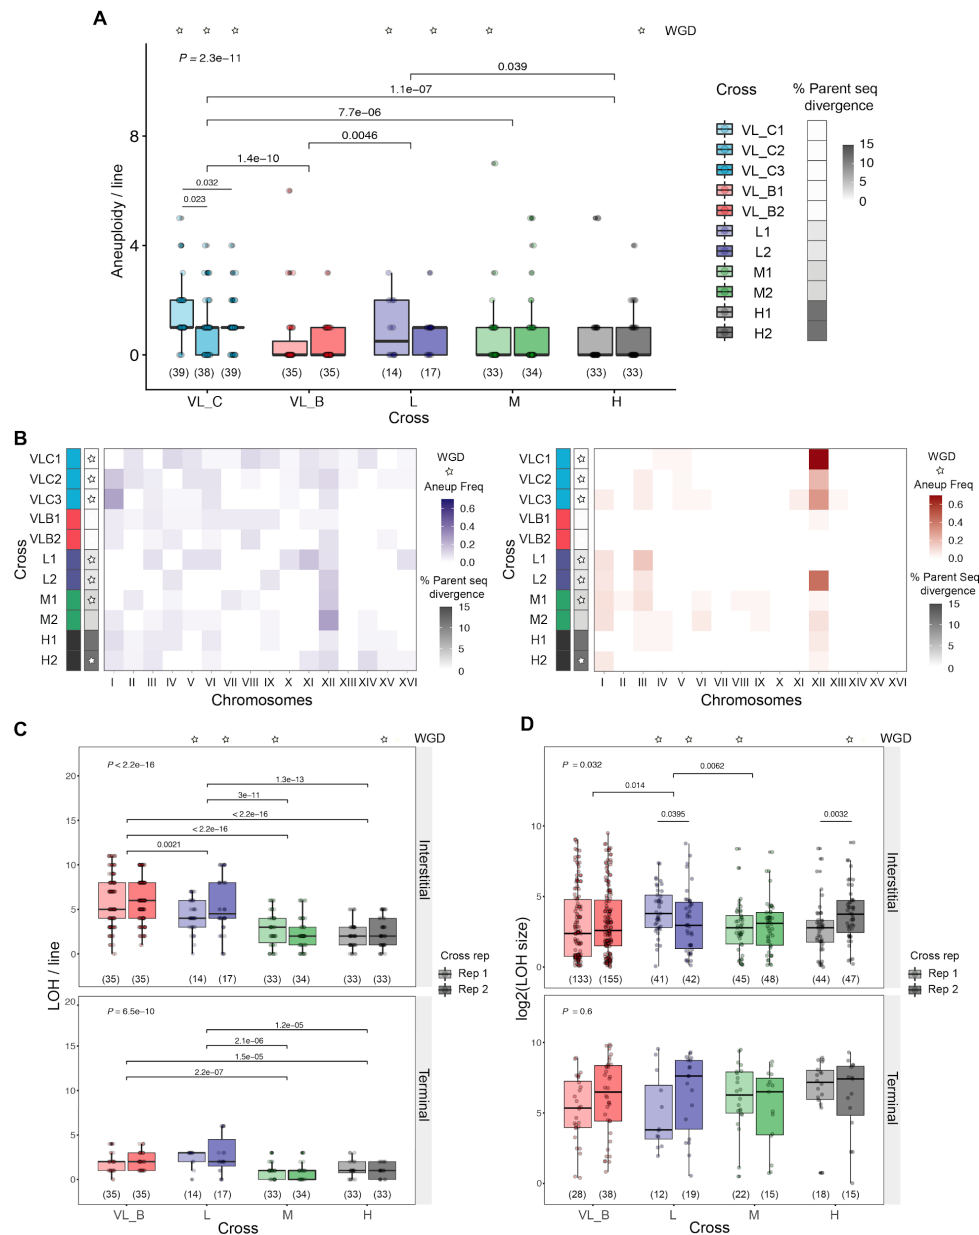 A
WGD
P = 2.3e-11
0.039
1.1e-07
7.7e-06
0.0046
1.4e-10
0.032
0.023
Aneuploidy / line
8
4
0
(39) (38) (39) (35) (35) (14) (17) (33) (34) (33) (33)
VL_C VL_B L M H
Cross
Cross
VL_C1
VL_C2
VL_C3
VL_B1
VL_B2
L1
L2
M1
M2
H1
H2
% Parent seq
divergence
15
10
5
0
B
Cross
VLC1
VLC2
VLC3
VLB1
VLB2
L1
L2
M1
M2
H1
H2
I II III IV V VI VII VIII IX X XI XII XIII XIV XV XVI
Chromosomes
WGD
Aneup Freq
0.6
0.4
0.2
0.0
% Parent seq
divergence
15
10
5
0
Cross
VLC1
VLC2
VLC3
VLB1
VLB2
L1
L2
M1
M2
H1
H2
I II III IV V VI VII VIII IX X XI XII XIII XIV XV XVI
Chromosomes
WGD
Aneup Freq
0.6
0.4
0.2
0.0
% Parent Seq
divergence
15
10
5
0
C
WGD
P < 2.2e-16
1.3e-13
3e-11
< 2.2e-16
< 2.2e-16
0.0021
20
15
10
5
0
(35) (35) (14) (17) (33) (34) (33) (33)
Interstitial
LOH / line
P = 6.5e-10
1.2e-05
2.1e-06
1.5e-05
2.2e-07
20
15
10
5
0
(35) (35) (14) (17) (33) (34) (33) (33)
Terminal
VL_B L M H
Cross
Cross rep
Rep 1
Rep 2
D
WGD
P = 0.032
0.0062
0.014
0.0395
0.0032
10
5
0
(133) (155) (41) (42) (45) (48) (44) (47)
Interstitial
log2(LOH size)
P = 0.6
10
5
0
(28) (38) (12) (19) (22) (15) (18) (15)
Terminal
VL_B L M H
Cross
Cross rep
Rep 1
Rep 2